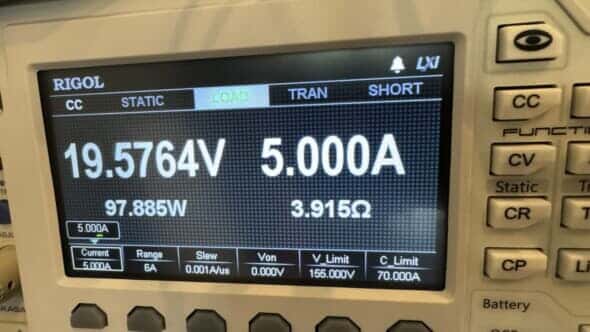 RIGOL LXI
CC STATIC LOAD TRAN SHORT
19.5764V 5.000A
97.885W 3.915Ω
5.000A
Current Range Slew Von V_Limit C_Limit
5.000A 6A 0.001A/us 0.000V 155.000V 70.000A
CC
CV
Static
CR
CP
Battery